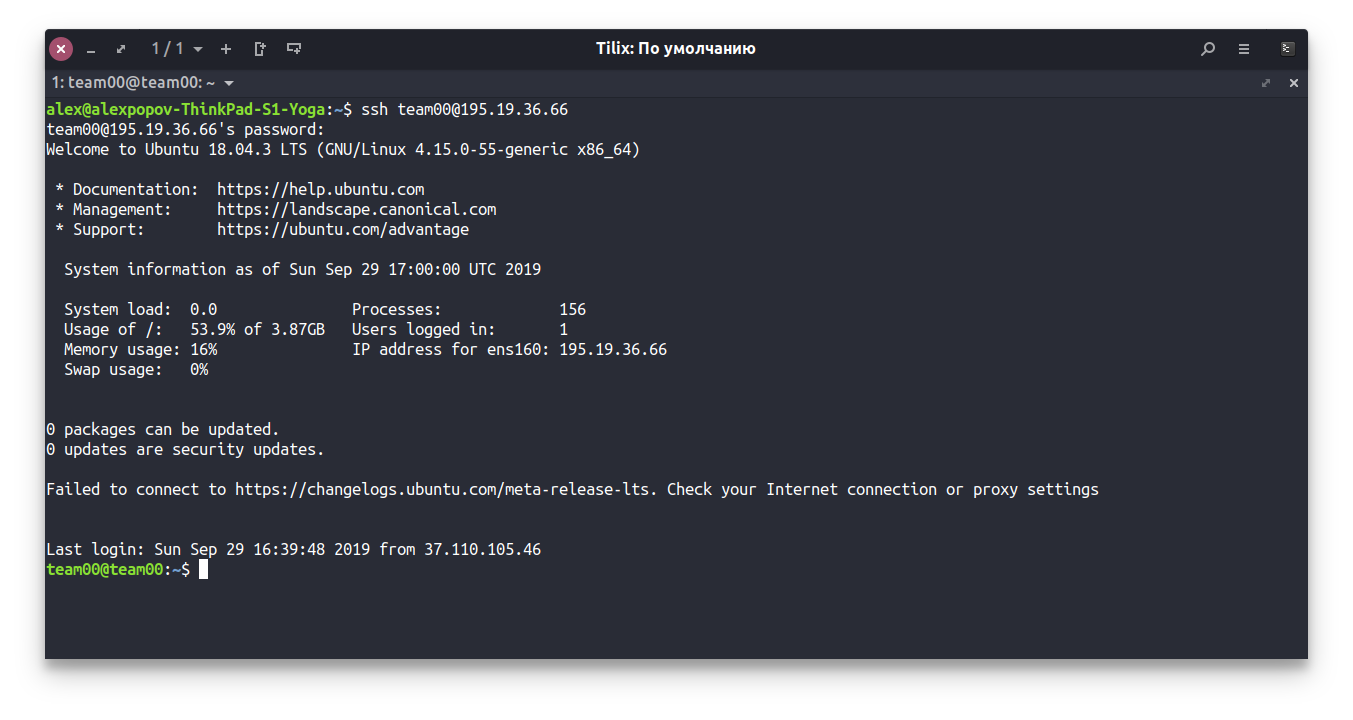 1 / 1
Tilix: По умолчанию
1: team00@team00: ~
alex@alexpopov-ThinkPad-S1-Yoga:~$ ssh team00@195.19.36.66
team00@195.19.36.66's password:
Welcome to Ubuntu 18.04.3 LTS (GNU/Linux 4.15.0-55-generic x86_64)
* Documentation:  https://help.ubuntu.com
* Management:     https://landscape.canonical.com
* Support:        https://ubuntu.com/advantage
System information as of Sun Sep 29 17:00:00 UTC 2019
System load:  0.0               Processes:             156
Usage of /:   53.9% of 3.87GB   Users logged in:       1
Memory usage: 16%               IP address for ens160: 195.19.36.66
Swap usage:   0%
0 packages can be updated.
0 updates are security updates.
Failed to connect to https://changelogs.ubuntu.com/meta-release-lts. Check your Internet connection or proxy settings
Last login: Sun Sep 29 16:39:48 2019 from 37.110.105.46
team00@team00:~$